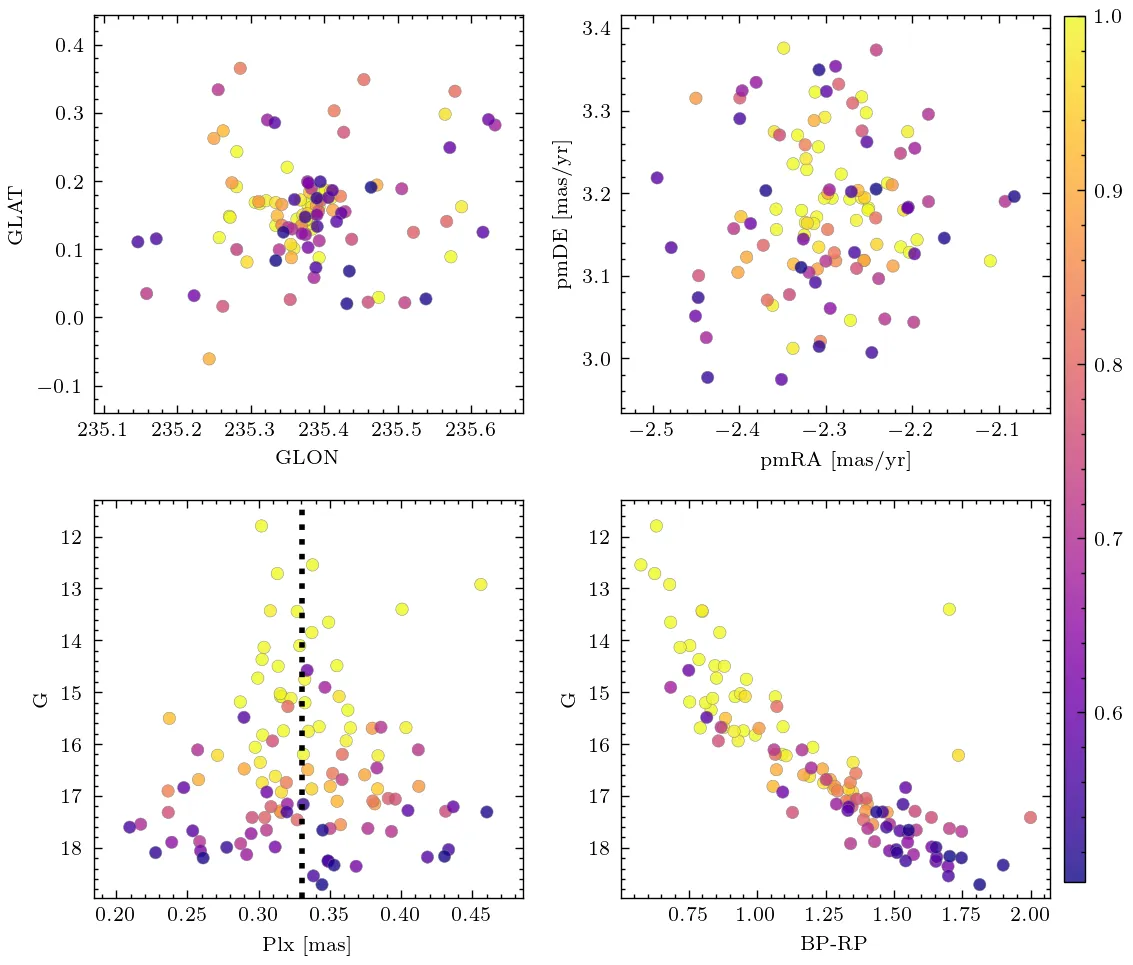 0.4
0.3
0.2
0.1
0.0
−0.1
GLAT
235.1 235.2 235.3 235.4 235.5 235.6
GLON
3.4
3.3
3.2
3.1
3.0
pmDE [mas/yr]
−2.5 −2.4 −2.3 −2.2 −2.1
pmRA [mas/yr]
1.0
0.9
0.8
0.7
0.6
12
13
14
15
16
17
18
G
0.20 0.25 0.30 0.35 0.40 0.45
Plx [mas]
12
13
14
15
16
17
18
G
0.75 1.00 1.25 1.50 1.75 2.00
BP-RP